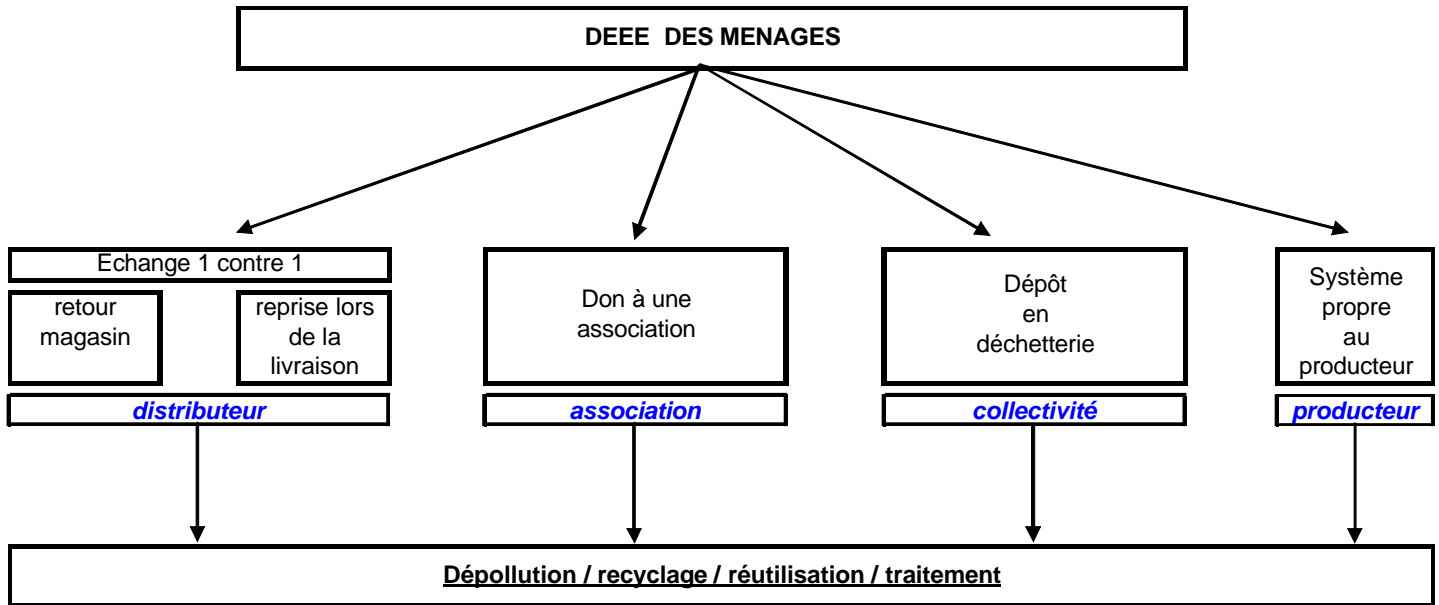 DEEE DES MENAGES
Echange 1 contre 1
retour
magasin
reprise lors
de la
livraison
distributeur
Don à une
association
association
Dépôt
en
déchetterie
collectivité
Système
propre
au
producteur
producteur
Dépollution / recyclage / réutilisation / traitement